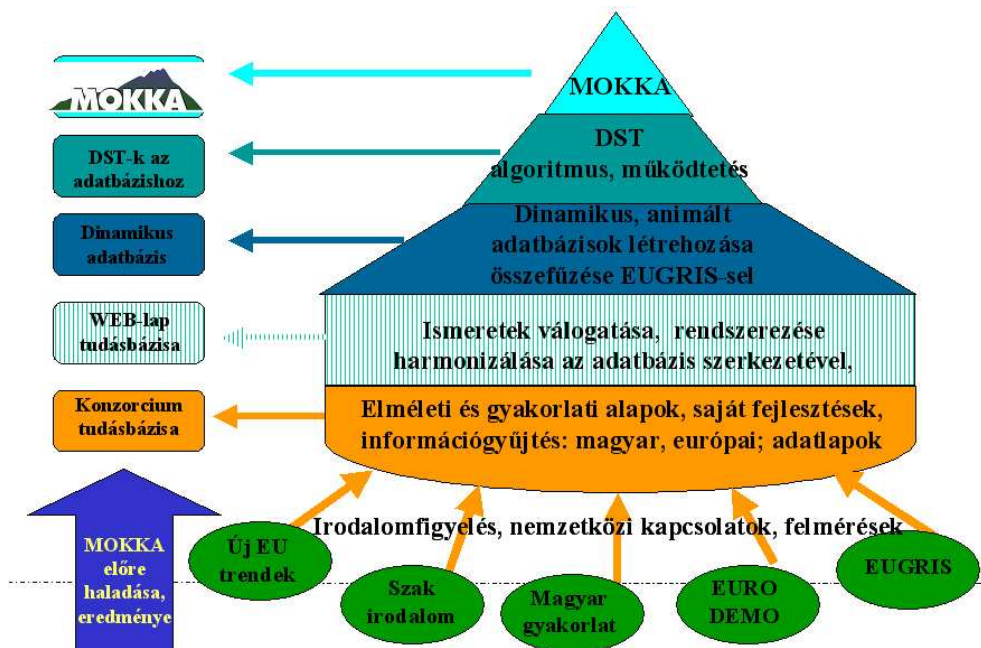 MOKKA
MOKKA
DST-k az
adatbázishoz
DST
algoritmus, működtetés
Dinamikus
adatbázis
Dinamikus, animált
adatbázisok létrehozása
összefűzése EUGRIS-sel
WEB-lap
tudásbázisa
Ismeretek válogatása, rendszerezése
harmonizálása az adatbázis szerkezetével,
Konzorcium
tudásbázisa
Elméleti és gyakorlati alapok, saját fejlesztések,
információgyűjtés: magyar, európai; adatlapok
Irodalomfigyelés, nemzetközi kapcsolatok, felmérések
MOKKA
előre
haladása,
eredménye
Új EU
trendek
Szak
irodalom
Magyar
gyakorlat
EURO
DEMO
EUGRIS